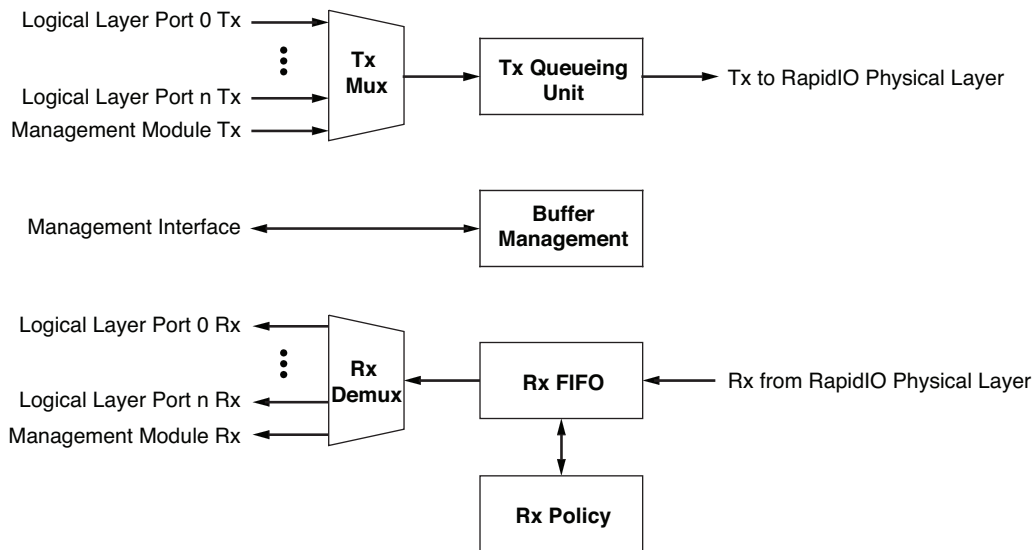 Logical Layer Port 0 Tx
Logical Layer Port n Tx
Management Module Tx
Tx
Mux
Tx Queueing
Unit
Tx to RapidIO Physical Layer
Management Interface
Buffer
Management
Logical Layer Port 0 Rx
Logical Layer Port n Rx
Management Module Rx
Rx
Demux
Rx FIFO
Rx from RapidIO Physical Layer
Rx Policy